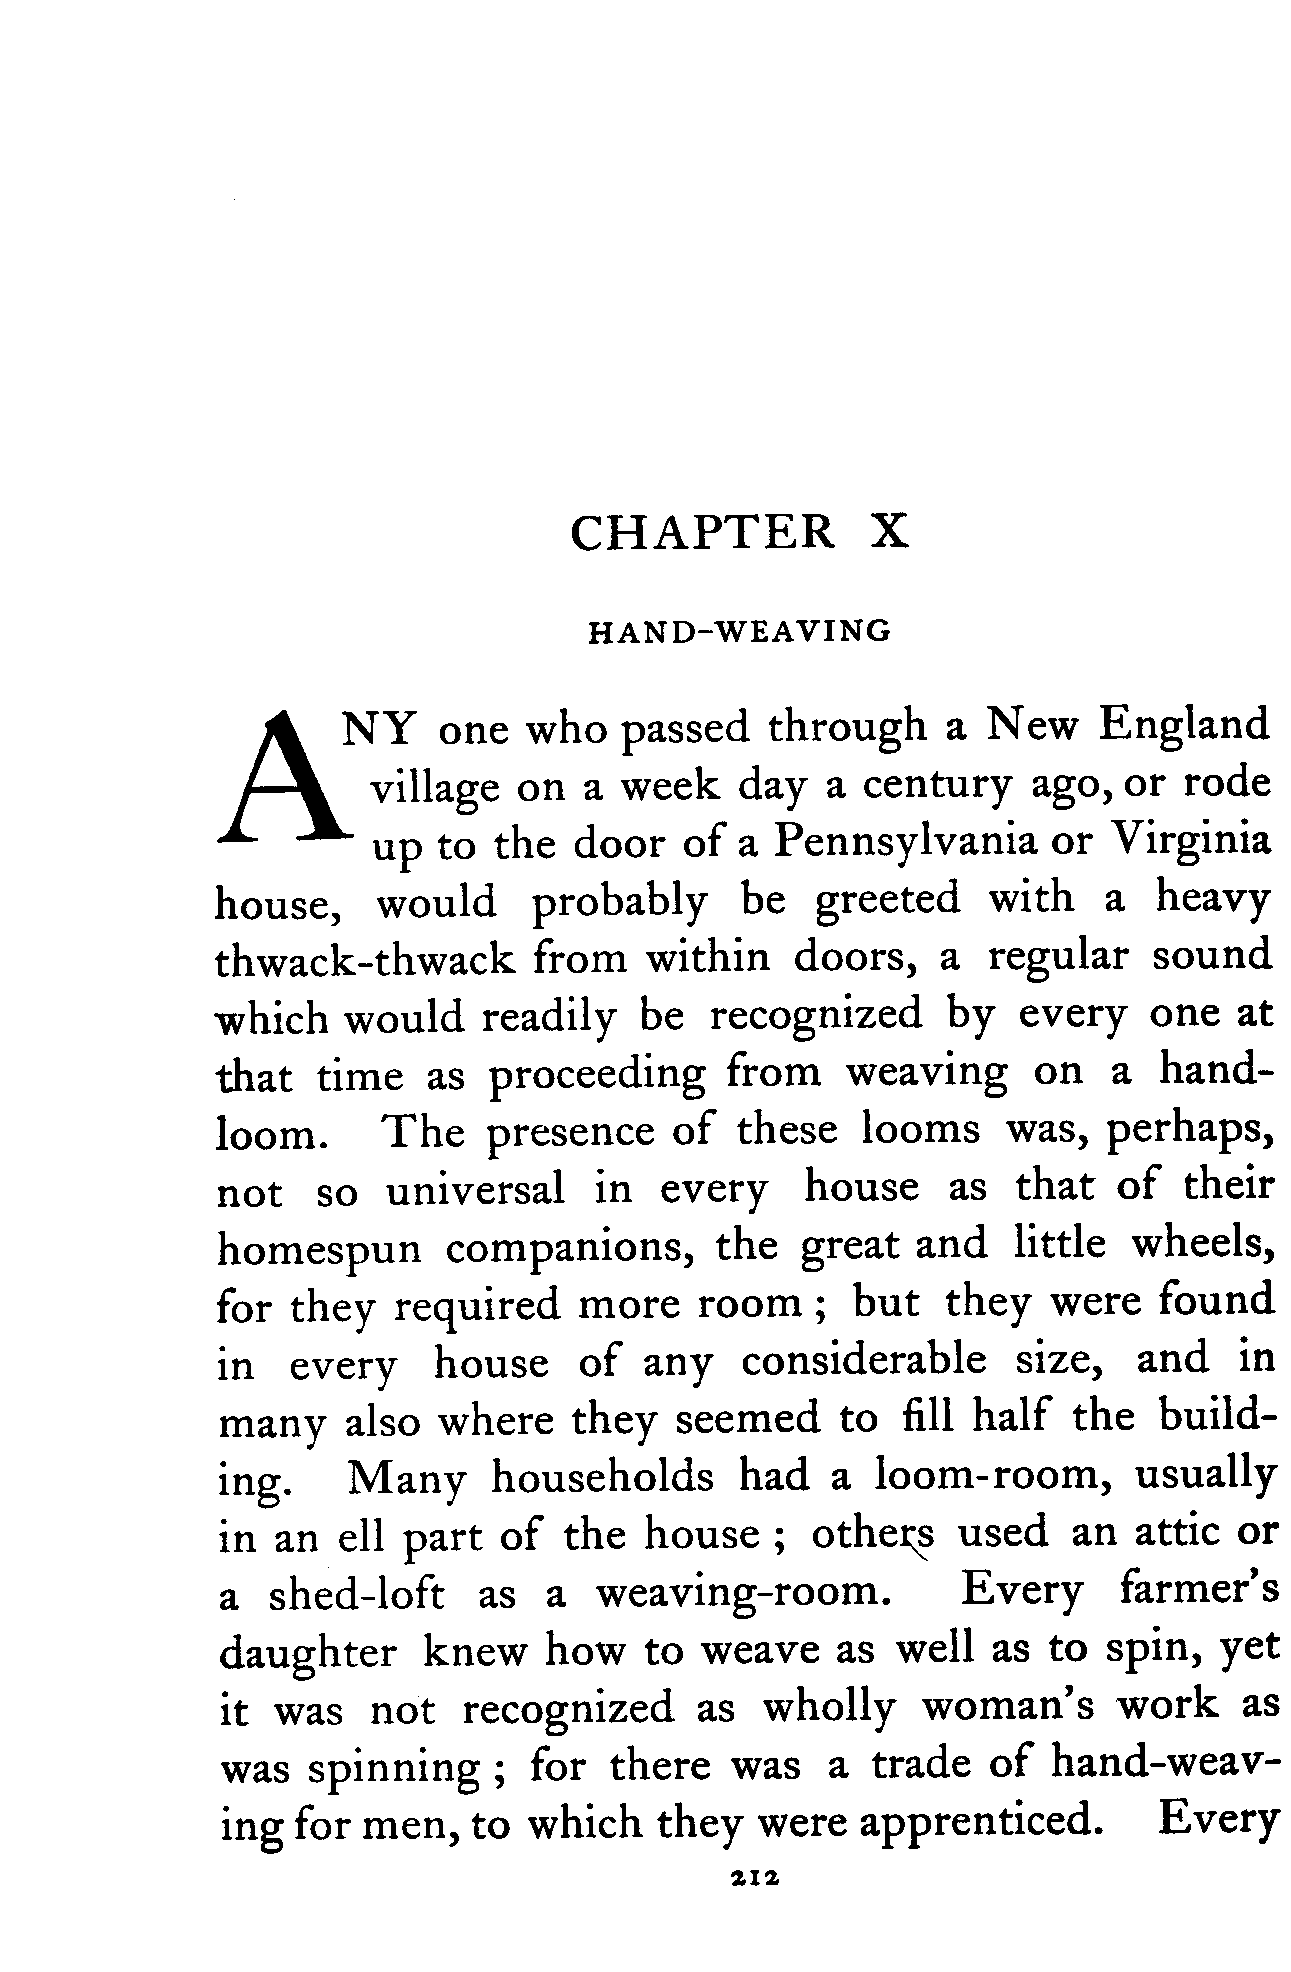 CHAPTER X
HAND-WEAVING
ANY one who passed through a New England
village on a week day a century ago, or rode
up to the door of a Pennsylvania or Virginia
house, would probably be greeted with a heavy
thwack-thwack from within doors, a regular sound
which would readily be recognized by every one at
that time as proceeding from weaving on a hand-
loom. The presence of these looms was, perhaps,
not so universal in every house as that of their
homespun companions, the great and little wheels,
for they required more room ; but they were found
in every house of any considerable size, and in
many also where they seemed to fill half the build-
ing. Many households had a loom-room, usually
in an ell part of the house ; others used an attic or
a shed-loft as a weaving-room. Every farmer's
daughter knew how to weave as well as to spin, yet
it was not recognized as wholly woman's work as
was spinning ; for there was a trade of hand-weav-
ing for men, to which they were apprenticed. Every
212